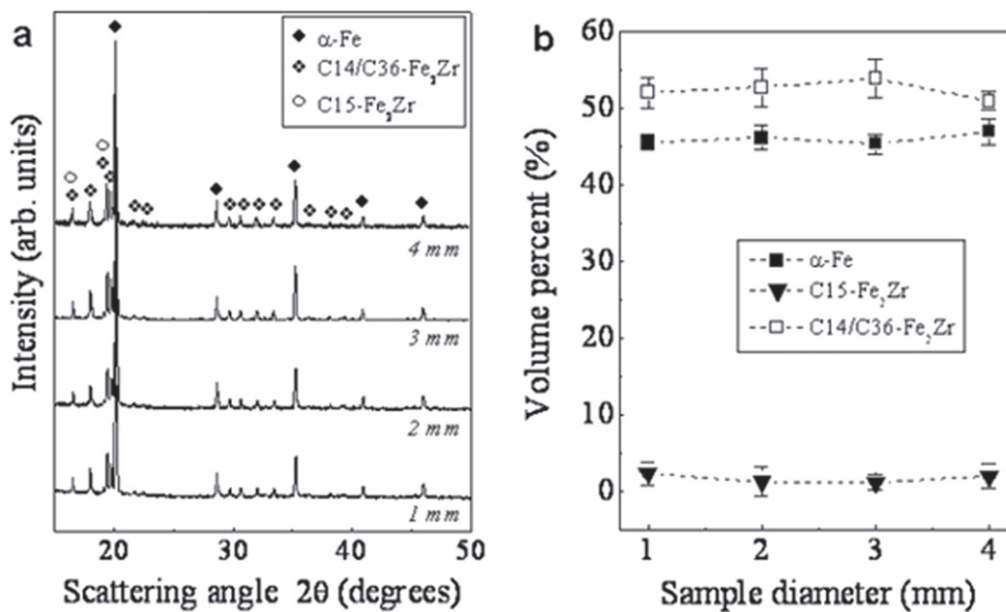 a
Intensity (arb. units)
α-Fe
C14/C36-Fe₂Zr
C15-Fe₂Zr
4 mm
3 mm
2 mm
1 mm
20 30 40 50
Scattering angle 2θ (degrees)
b
Volume percent (%)
60
50
40
30
20
10
0
α-Fe
C15-Fe₂Zr
C14/C36-Fe₂Zr
1 2 3 4
Sample diameter (mm)